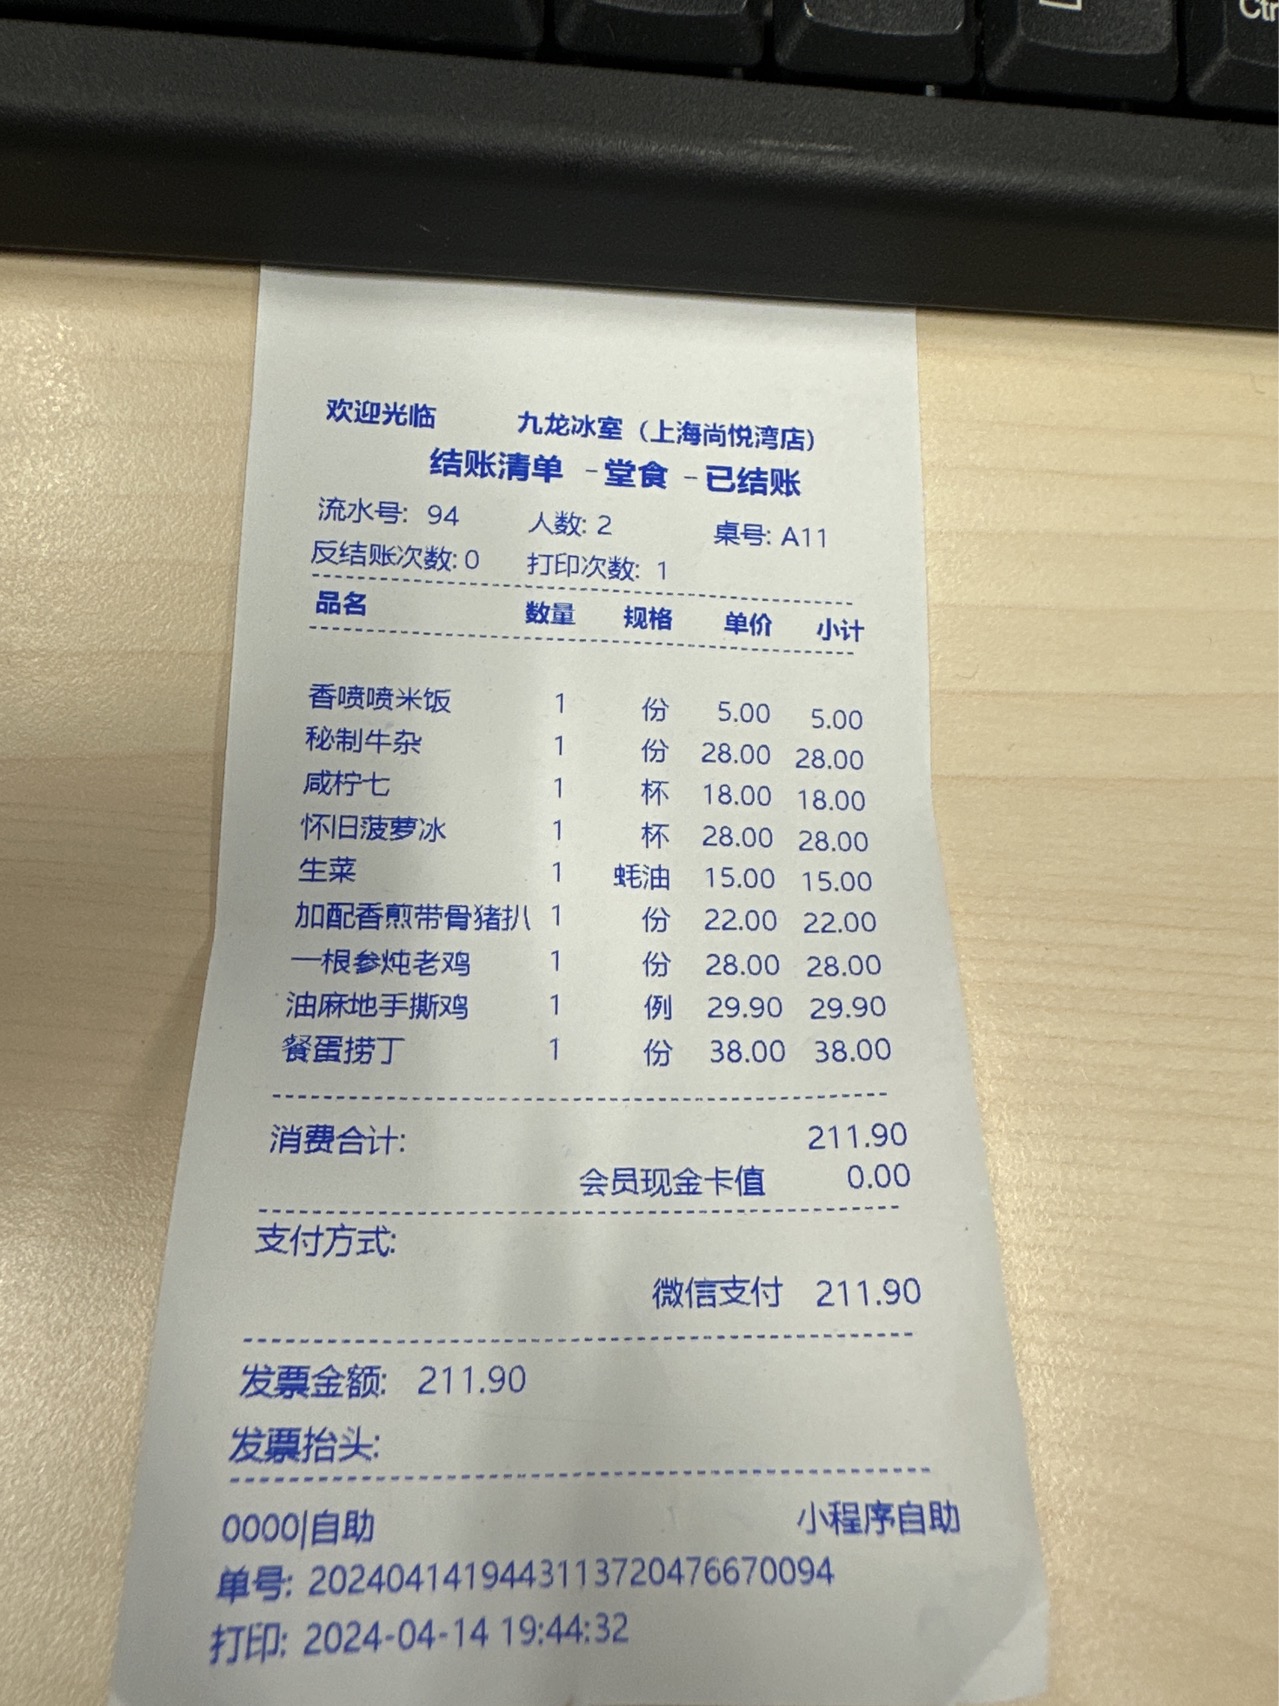 Ctr
欢迎光临 九龙冰室（上海尚悦湾店）
结账清单 -堂食 -已结账
流水号: 94 人数: 2 桌号: A11
反结账次数: 0 打印次数: 1
品名 数量 规格 单价 小计
香喷喷米饭 1 份 5.00 5.00
秘制牛杂 1 份 28.00 28.00
咸柠七 1 杯 18.00 18.00
怀旧菠萝冰 1 杯 28.00 28.00
生菜 1 蚝油 15.00 15.00
加配香煎带骨猪扒 1 份 22.00 22.00
一根参炖老鸡 1 份 28.00 28.00
油麻地手撕鸡 1 例 29.90 29.90
餐蛋捞丁 1 份 38.00 38.00
消费合计: 211.90
会员现金卡值 0.00
支付方式:
微信支付 211.90
发票金额: 211.90
发票抬头:
0000|自助 小程序自助
单号: 20240414194431137204766​70094
打印: 2024-04-14 19:44:32